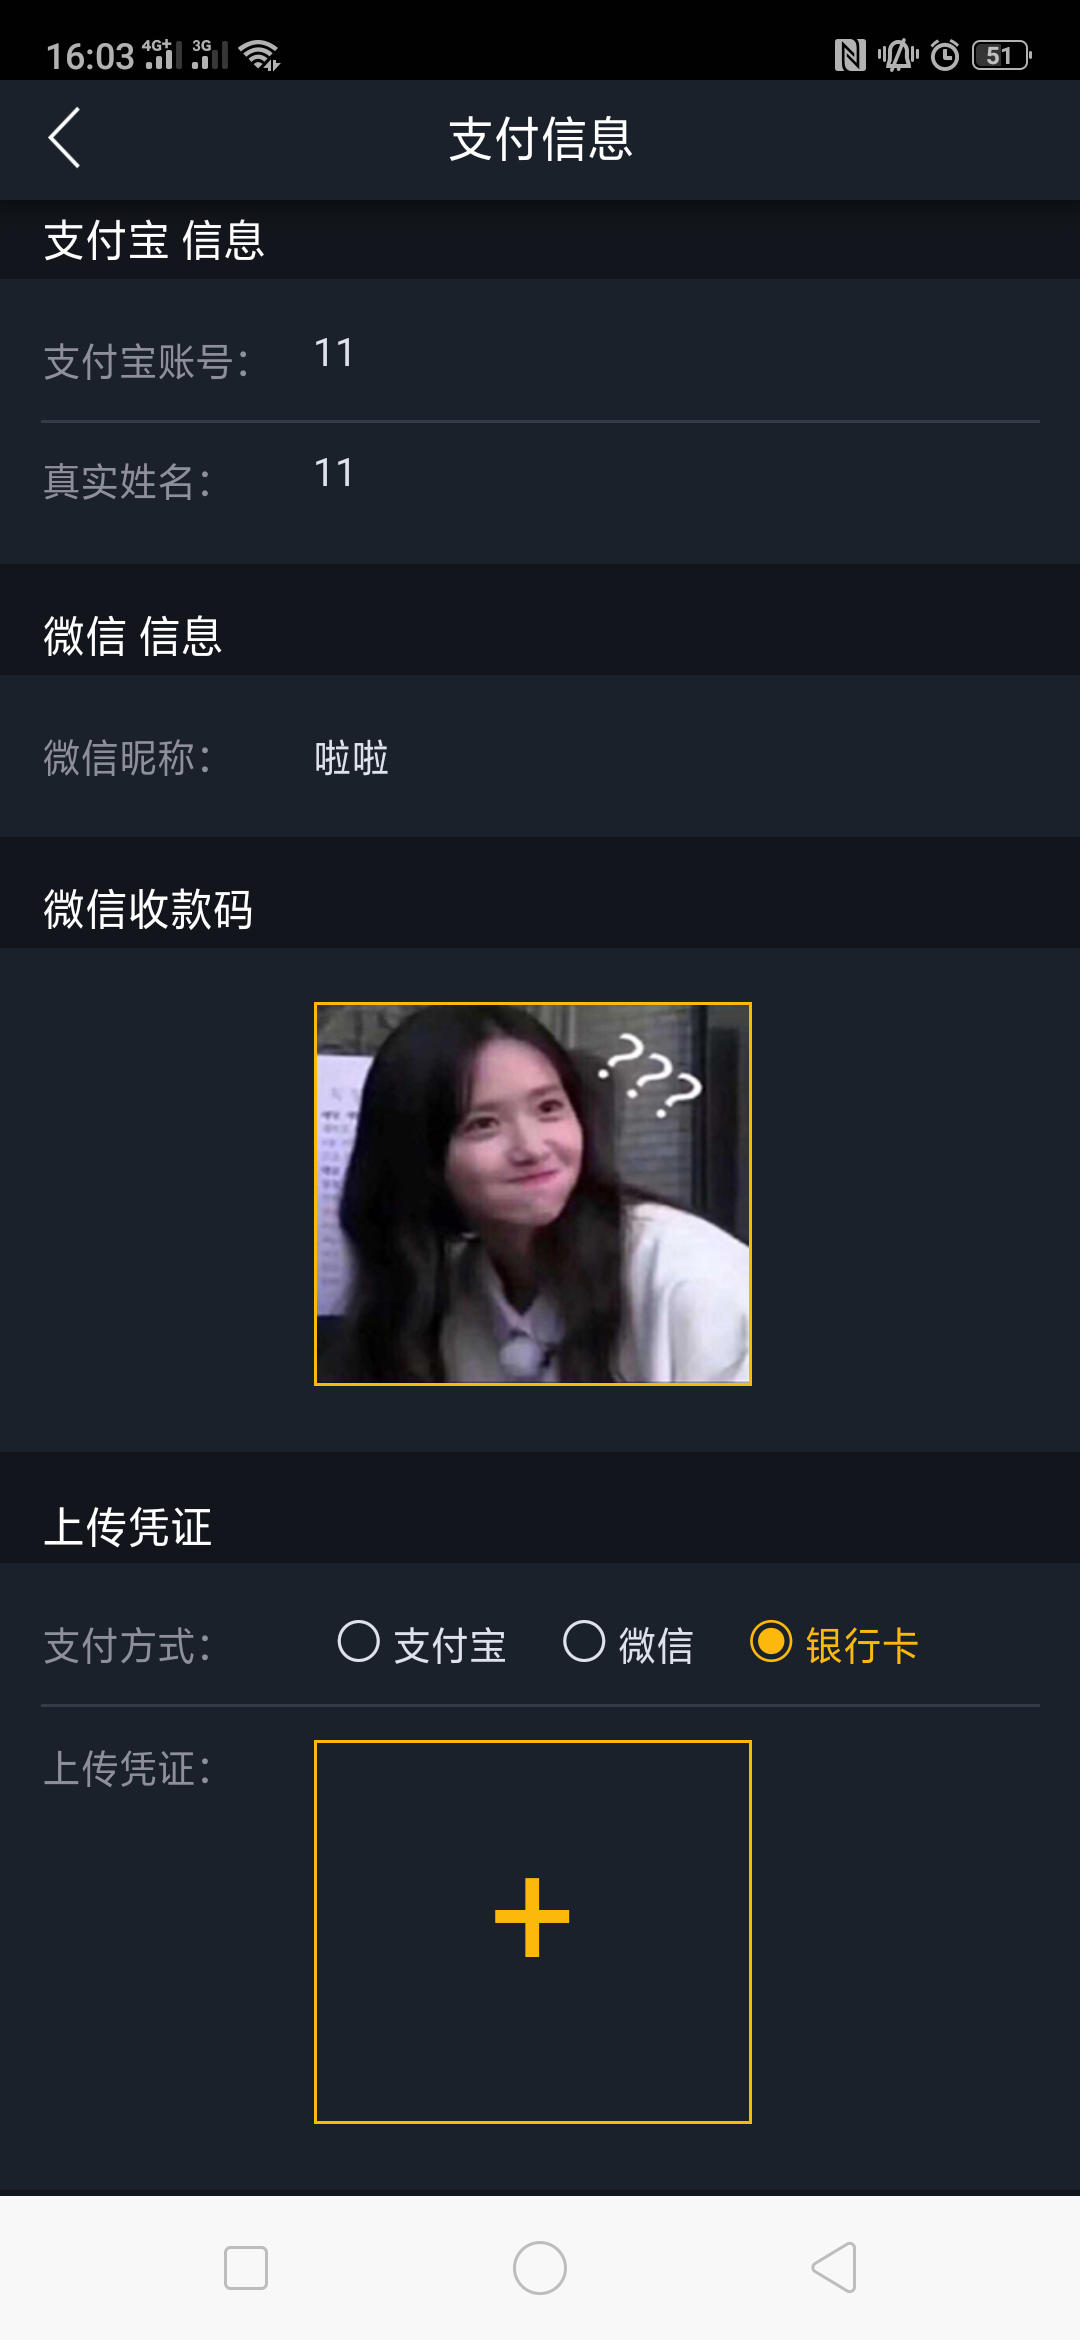 16:03 4G+ 3G 51
支付信息
支付宝 信息
支付宝账号： 11
真实姓名： 11
微信 信息
微信昵称： 啦啦
微信收款码
???
上传凭证
支付方式： 支付宝 微信 银行卡
上传凭证：
+